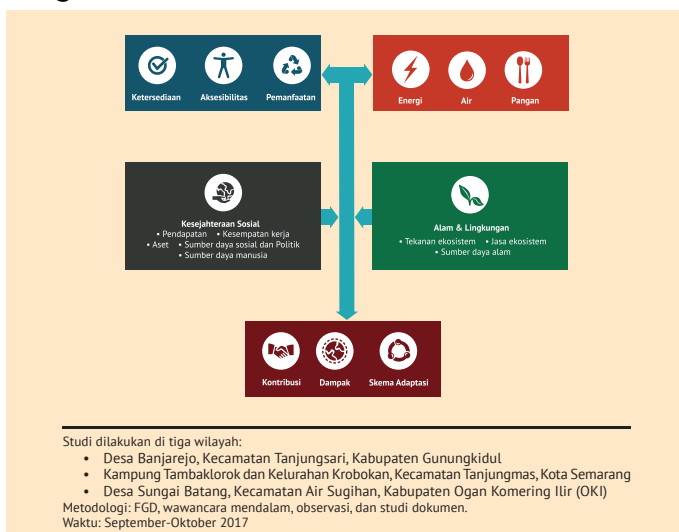 Ketersediaan Aksesibilitas Pemanfaatan
Energi Air Pangan
Kesejahteraan Sosial
• Pendapatan • Kesempatan kerja
• Aset • Sumber daya sosial dan Politik
• Sumber daya manusia
Alam & Lingkungan
• Tekanan ekosistem • Jasa ekosistem
• Sumber daya alam
Kontribusi Dampak Skema Adaptasi
Studi dilakukan di tiga wilayah:
• Desa Banjarejo, Kecamatan Tanjungsari, Kabupaten Gunungkidul
• Kampung Tambaklorok dan Kelurahan Krobokan, Kecamatan Tanjungmas, Kota Semarang
• Desa Sungai Batang, Kecamatan Air Sugihan, Kabupaten Ogan Komering Ilir (OKI)
Metodologi: FGD, wawancara mendalam, observasi, dan studi dokumen.
Waktu: September-Oktober 2017